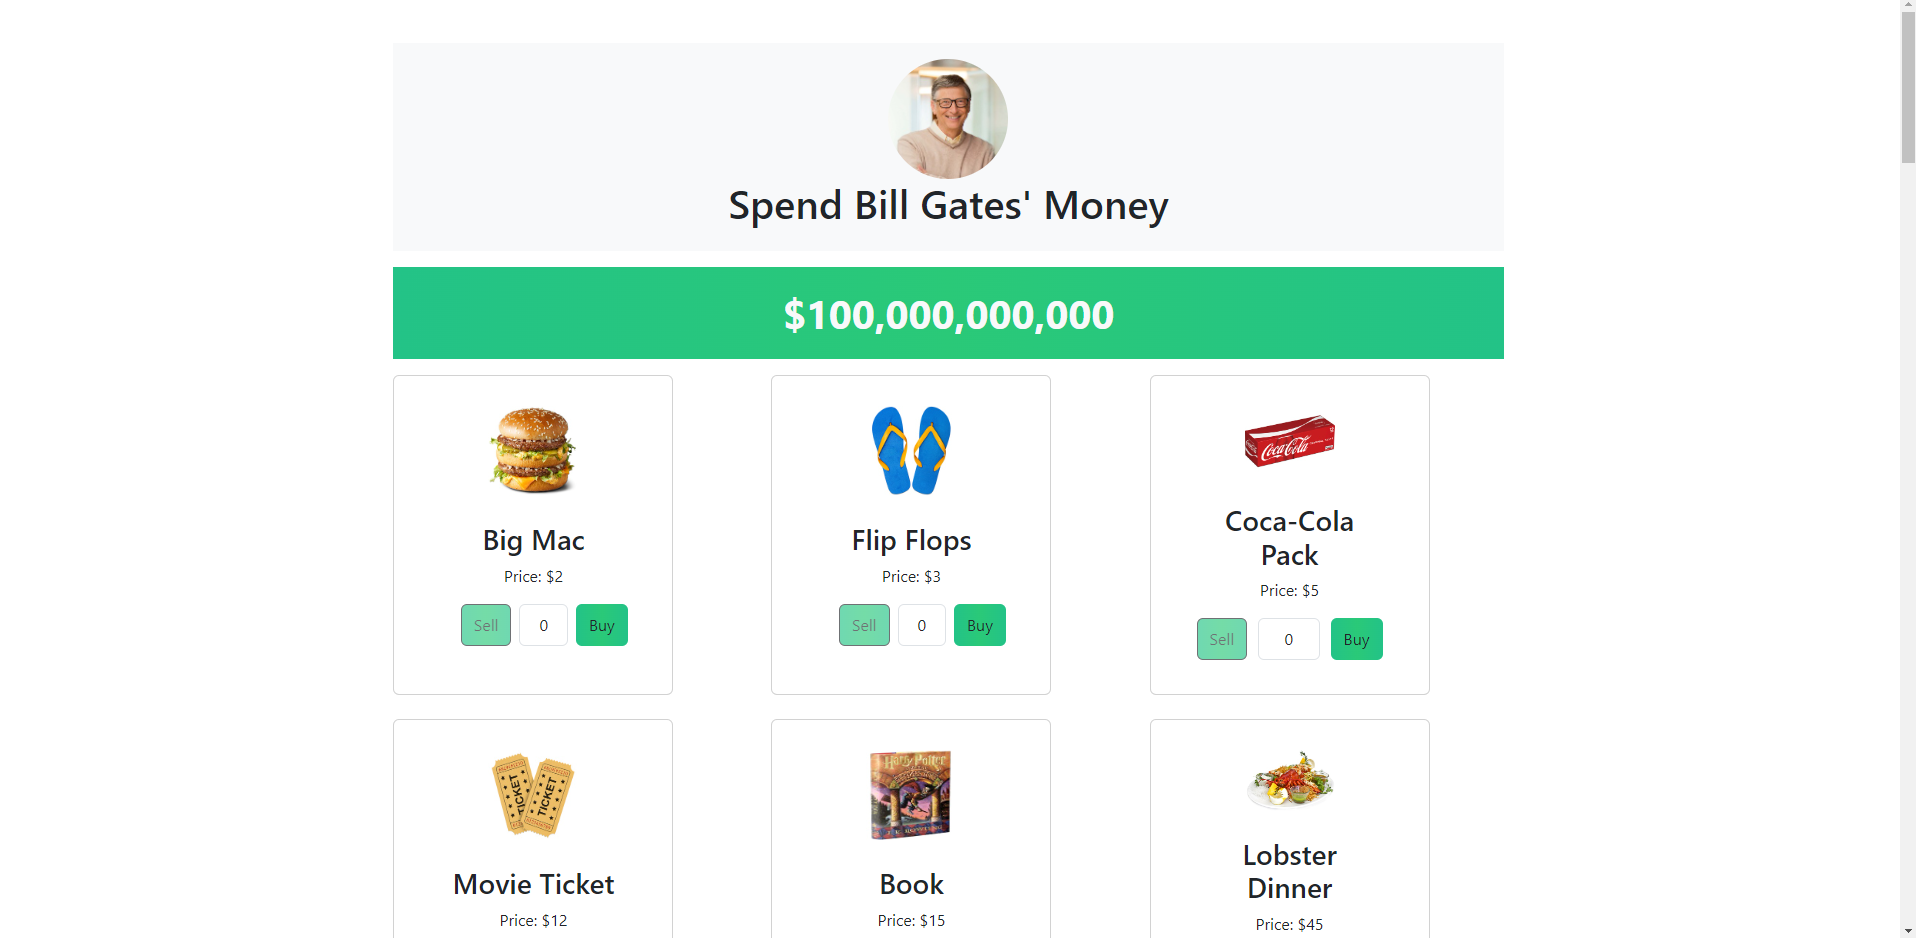 Spend Bill Gates' Money
$100,000,000,000
Coca-Cola
Big Mac
Price: $2
Sell 0 Buy
Flip Flops
Price: $3
Sell 0 Buy
Coca-Cola
Pack
Price: $5
Sell 0 Buy
TICKET
TICKET
Movie Ticket
Price: $12
Harry Potter
Book
Price: $15
Lobster
Dinner
Price: $45